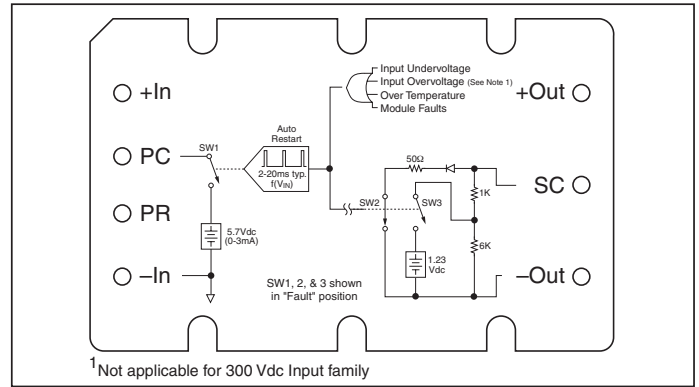 Input Undervoltage
Input Overvoltage (See Note 1)
Over Temperature
Module Faults
+In
+Out
Auto
Restart
PC
SW1
2-20ms typ.
f(VIN)
50Ω
SC
1K
PR
SW2
SW3
5.7Vdc
(0-3mA)
6K
1.23
Vdc
–In
–Out
SW1, 2, & 3 shown
in "Fault" position
1Not applicable for 300 Vdc Input family